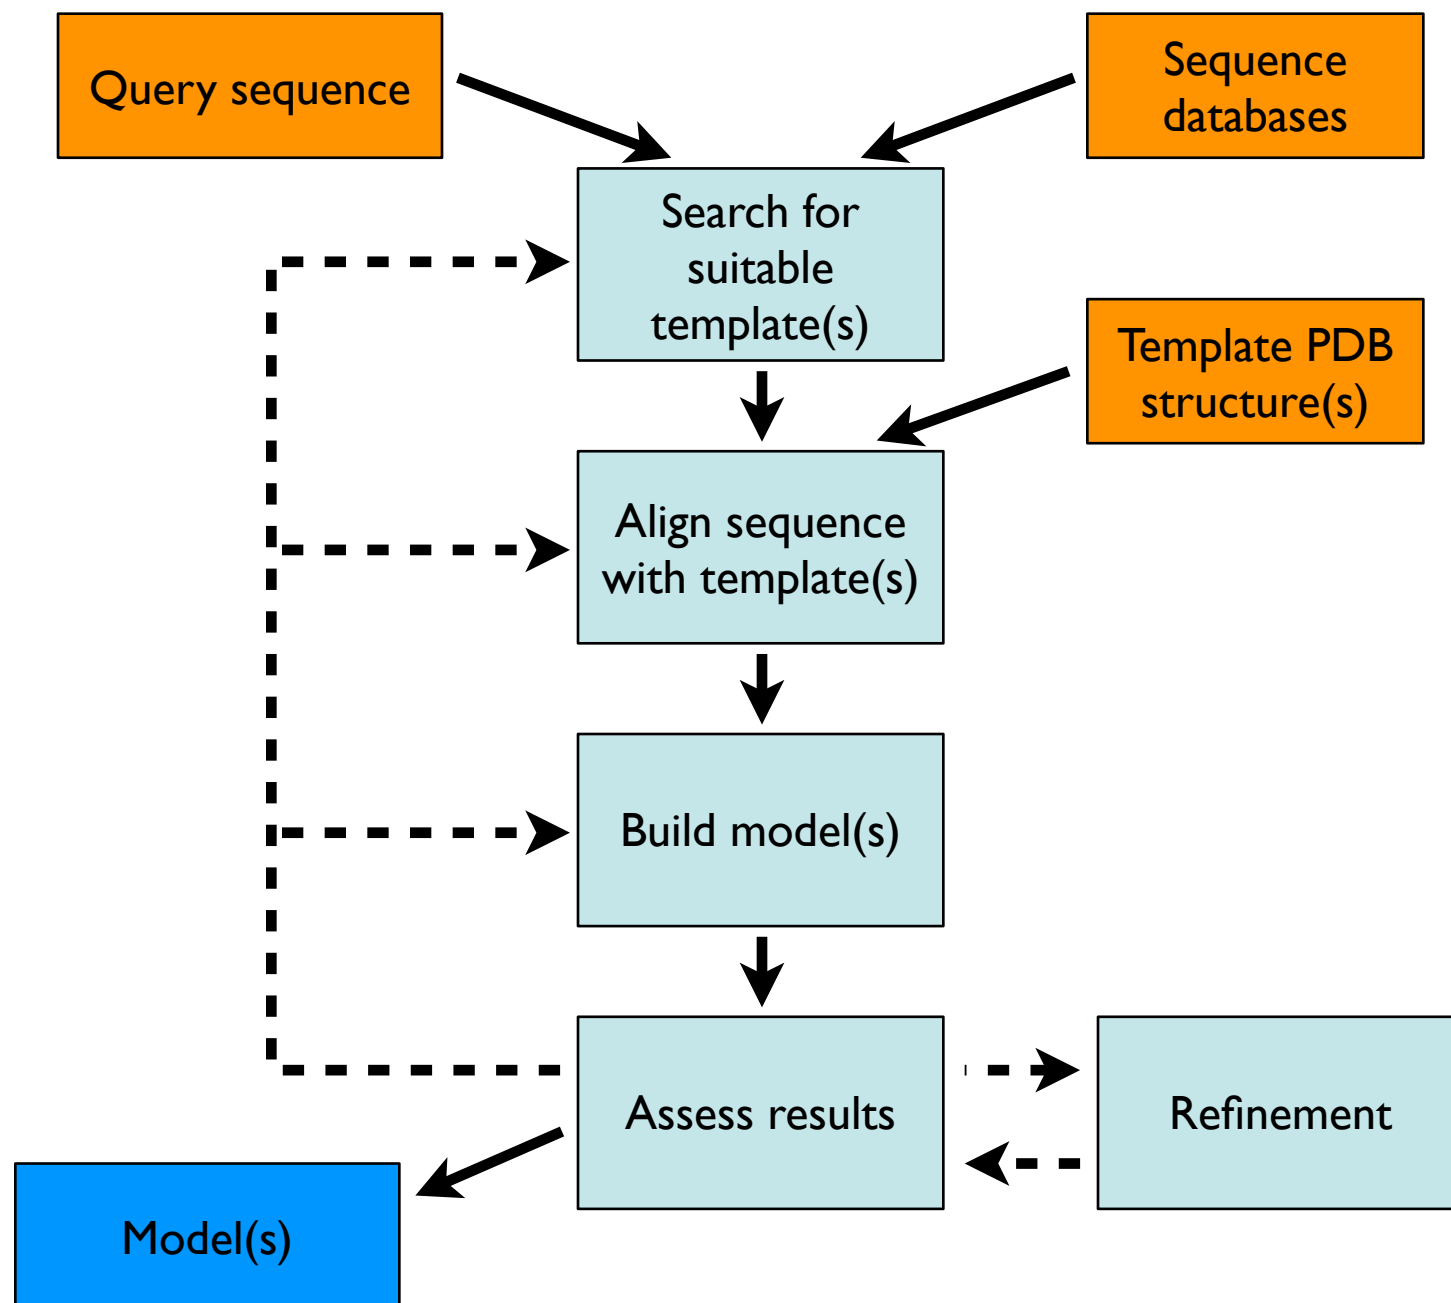 Query sequence
Sequence
databases
Search for
suitable
template(s)
Template PDB
structure(s)
Align sequence
with template(s)
Build model(s)
Assess results
Refinement
Model(s)